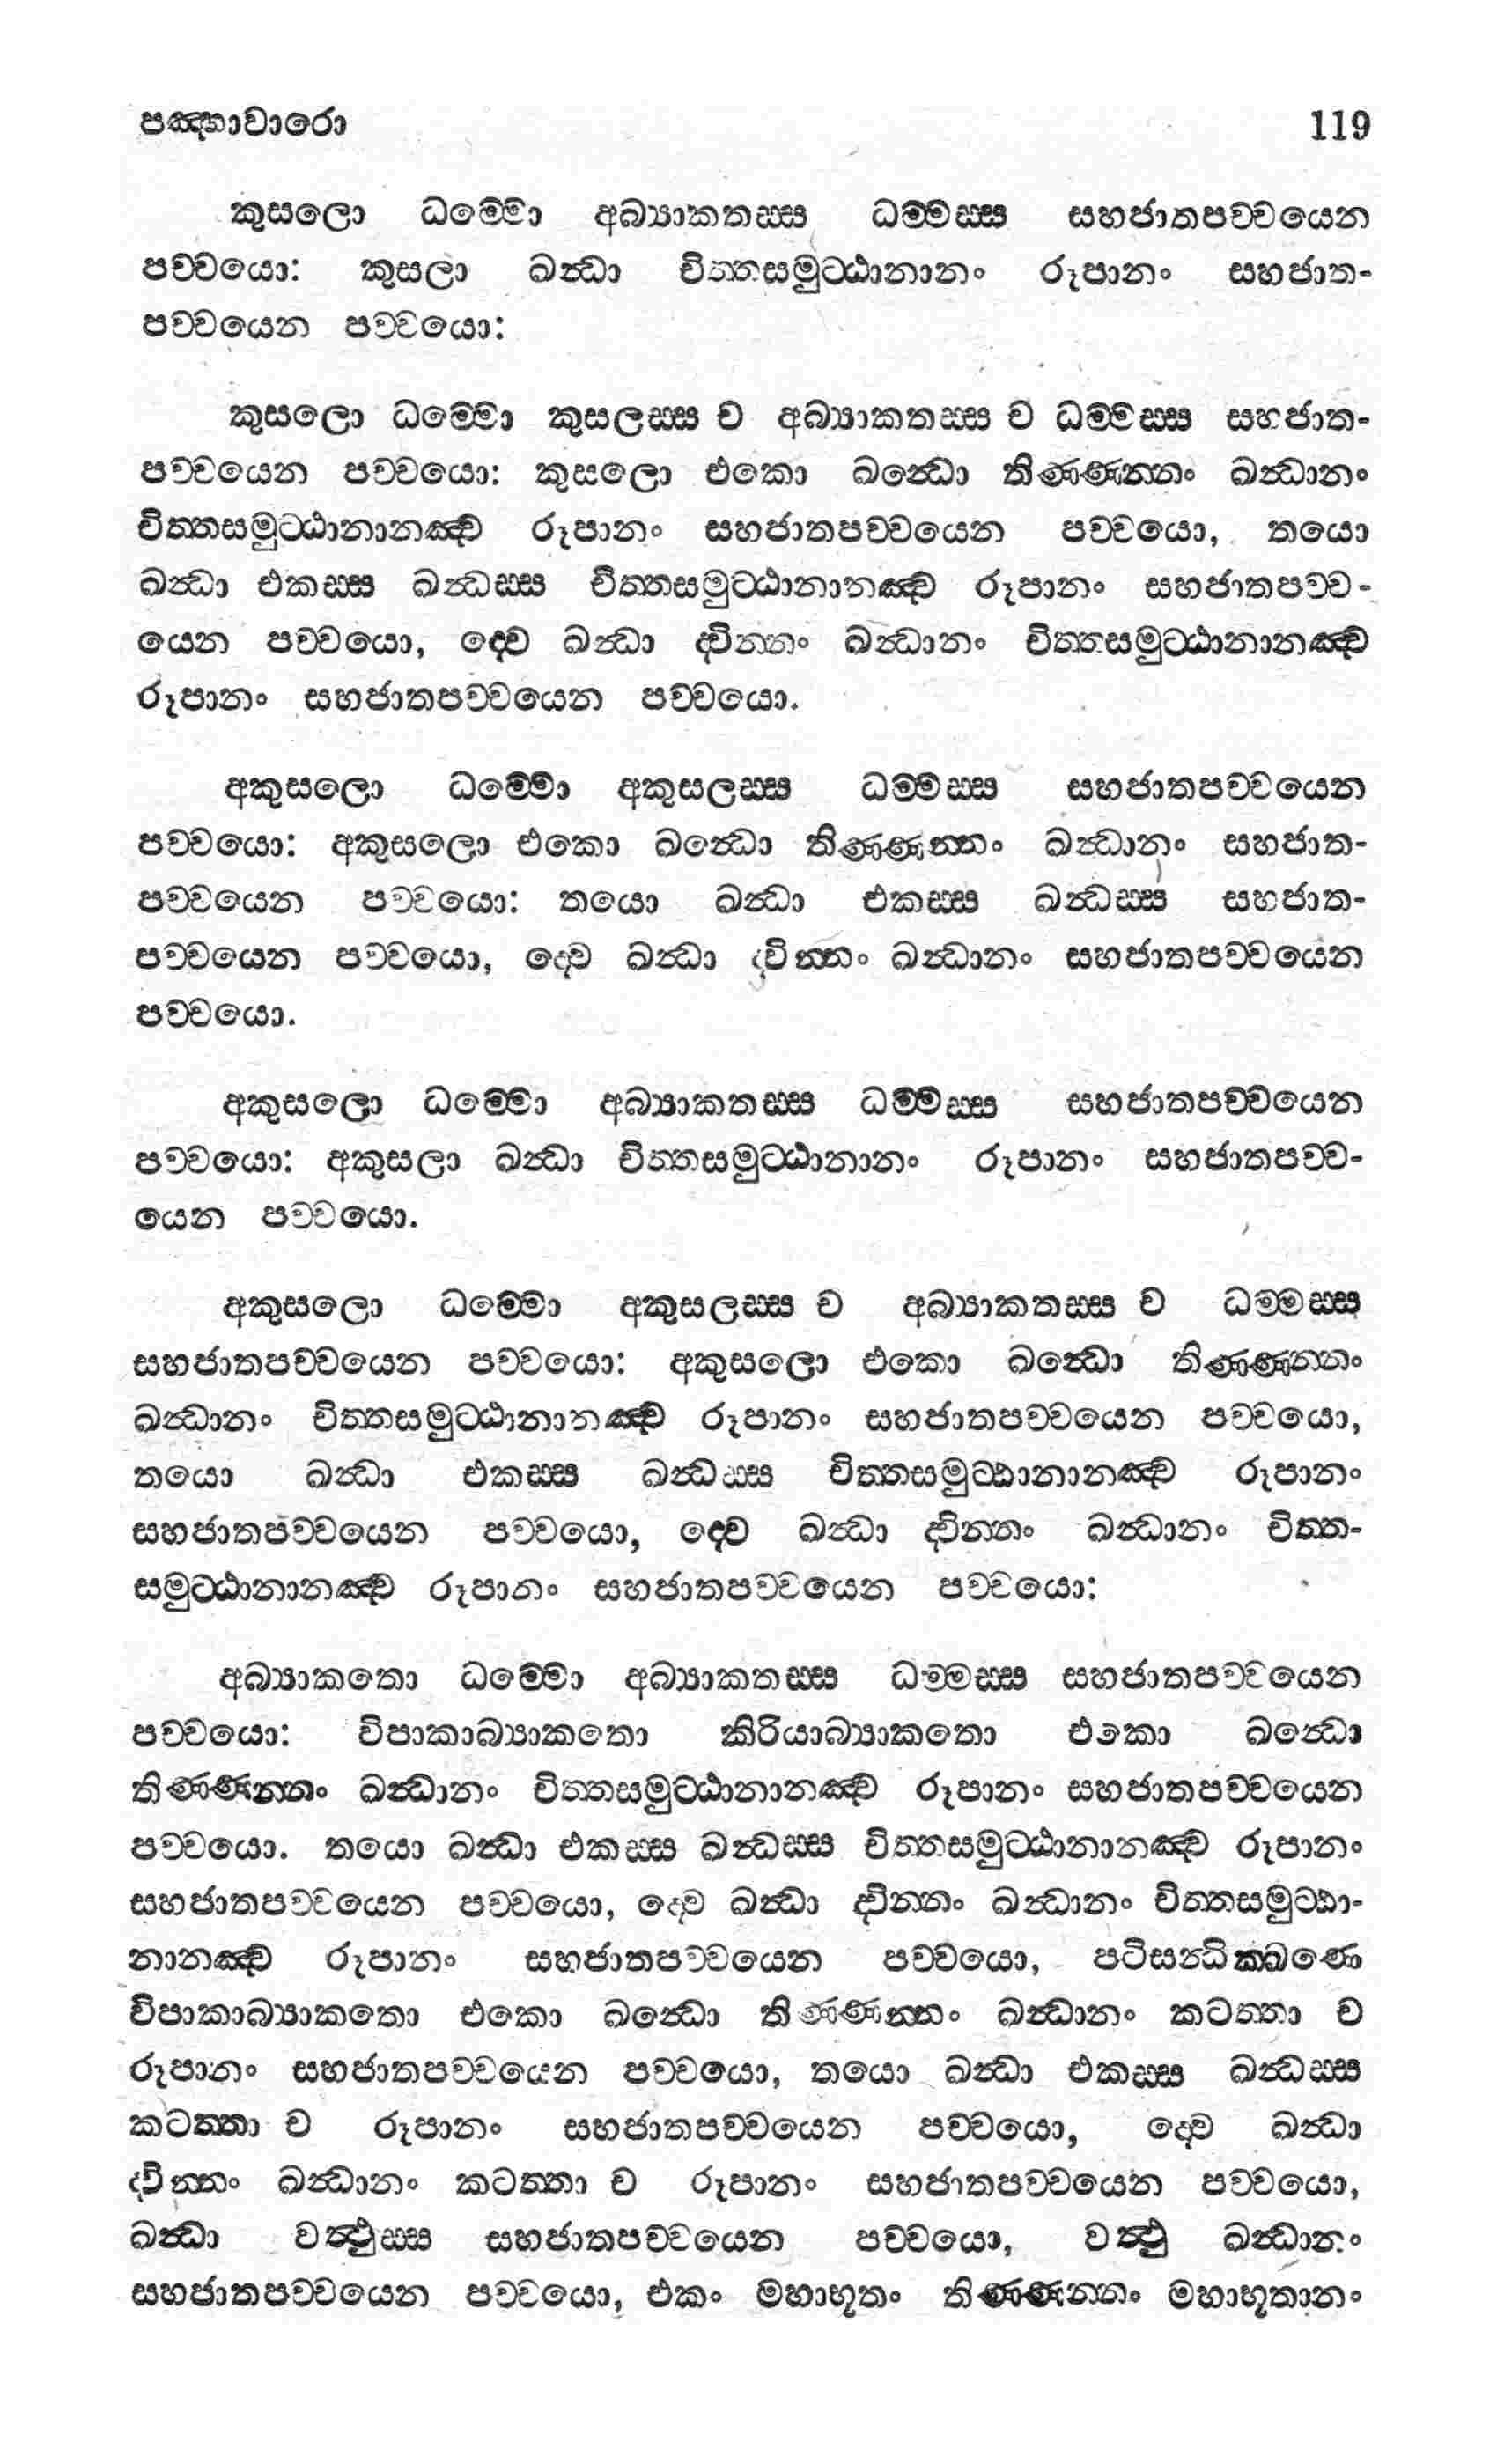 පඤ්හාවාරො 119
කුසලො ධම්මො අබ්‍යාකතස්ස ධම්මස්ස සහජාතපච්චයෙන
පච්චයො: කුසලා ඛන්ධා චිත්තසමුට්ඨානානං රූපානං සහජාත-
පච්චයෙන පච්චයො:
කුසලො ධම්මො කුසලස්ස ච අබ්‍යාකතස්ස ච ධම්මස්ස සහජාත-
පච්චයෙන පච්චයො: කුසලො එකො ඛන්ධො තිණ්ණන්නං ඛන්ධානං
චිත්තසමුට්ඨානානඤ්ච රූපානං සහජාතපච්චයෙන පච්චයො, තයො
ඛන්ධා එකස්ස ඛන්ධස්ස චිත්තසමුට්ඨානානඤ්ච රූපානං සහජාතපච්ච-
යෙන පච්චයො, ද්වෙ ඛන්ධා ද්වින්නං ඛන්ධානං චිත්තසමුට්ඨානානඤ්ච
රූපානං සහජාතපච්චයෙන පච්චයො.
අකුසලො ධම්මො අකුසලස්ස ධම්මස්ස සහජාතපච්චයෙන
පච්චයො: අකුසලො එකො ඛන්ධො තිණ්ණන්නං ඛන්ධානං සහජාත-
පච්චයෙන පච්චයො: තයො ඛන්ධා එකස්ස ඛන්ධස්ස සහජාත-
පච්චයෙන පච්චයො, ද්වෙ ඛන්ධා ද්වින්නං ඛන්ධානං සහජාතපච්චයෙන
පච්චයො.
අකුසලො ධම්මො අබ්‍යාකතස්ස ධම්මස්ස සහජාතපච්චයෙන
පච්චයො: අකුසලා ඛන්ධා චිත්තසමුට්ඨානානං රූපානං සහජාතපච්ච-
යෙන පච්චයො.
අකුසලො ධම්මො අකුසලස්ස ච අබ්‍යාකතස්ස ච ධම්මස්ස
සහජාතපච්චයෙන පච්චයො: අකුසලො එකො ඛන්ධො තිණ්ණන්නං
ඛන්ධානං චිත්තසමුට්ඨානානඤ්ච රූපානං සහජාතපච්චයෙන පච්චයො,
තයො ඛන්ධා එකස්ස ඛන්ධස්ස චිත්තසමුට්ඨානානඤ්ච රූපානං
සහජාතපච්චයෙන පච්චයො, ද්වෙ ඛන්ධා ද්වින්නං ඛන්ධානං චිත්ත-
සමුට්ඨානානඤ්ච රූපානං සහජාතපච්චයෙන පච්චයො:
අබ්‍යාකතො ධම්මො අබ්‍යාකතස්ස ධම්මස්ස සහජාතපච්චයෙන
පච්චයො: විපාකාබ්‍යාකතො කිරියාබ්‍යාකතො එකො ඛන්ධො
තිණ්ණන්නං ඛන්ධානං චිත්තසමුට්ඨානානඤ්ච රූපානං සහජාතපච්චයෙන
පච්චයො. තයො ඛන්ධා එකස්ස ඛන්ධස්ස චිත්තසමුට්ඨානානඤ්ච රූපානං
සහජාතපච්චයෙන පච්චයො, ද්වෙ ඛන්ධා ද්වින්නං ඛන්ධානං චිත්තසමුට්ඨා-
නානඤ්ච රූපානං සහජාතපච්චයෙන පච්චයො, පටිසන්ධික්ඛණෙ
විපාකාබ්‍යාකතො එකො ඛන්ධො තිණ්ණන්නං ඛන්ධානං කටත්තා ච
රූපානං සහජාතපච්චයෙන පච්චයො, තයො ඛන්ධා එකස්ස ඛන්ධස්ස
කටත්තා ච රූපානං සහජාතපච්චයෙන පච්චයො, ද්වෙ ඛන්ධා
ද්වින්නං ඛන්ධානං කටත්තා ච රූපානං සහජාතපච්චයෙන පච්චයො,
ඛන්ධා වත්ථුස්ස සහජාතපච්චයෙන පච්චයො, වත්ථු ඛන්ධානං
සහජාතපච්චයෙන පච්චයො, එකං මහාභූතං තිණ්ණන්නං මහාභූතානං